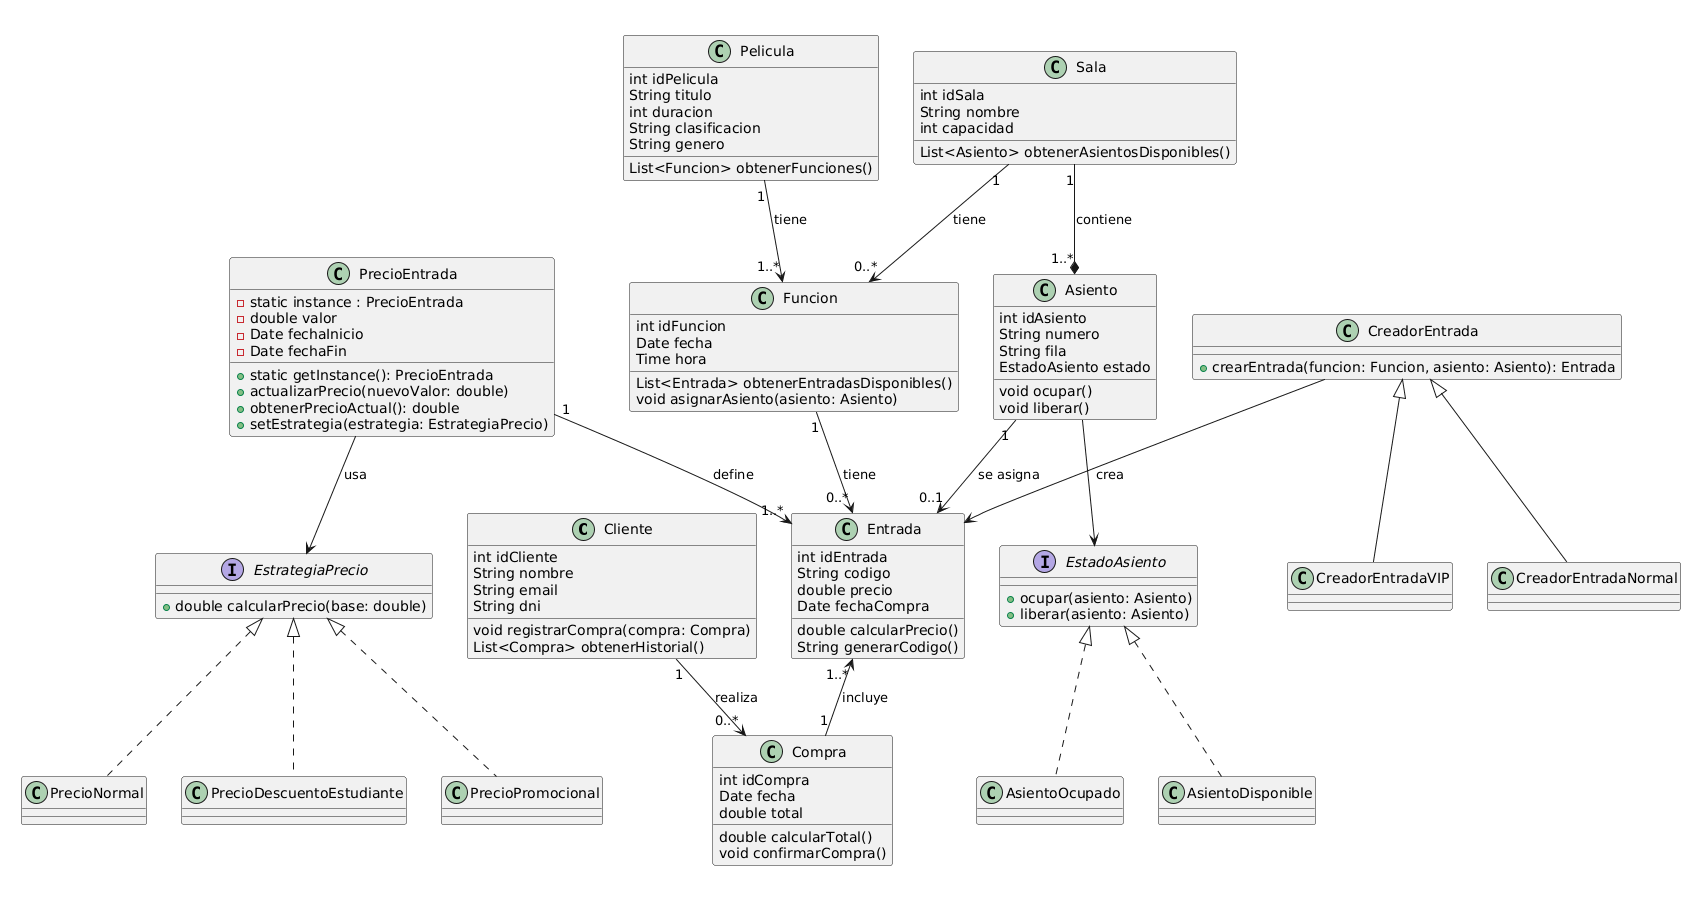 Pelicula
int idPelicula
String titulo
int duracion
String clasificacion
String genero
List<Funcion> obtenerFunciones()
Sala
int idSala
String nombre
int capacidad
List<Asiento> obtenerAsientosDisponibles()
1
tiene
1..*
1
tiene
0..*
1
contiene
1..*
PrecioEntrada
static instance : PrecioEntrada
double valor
Date fechaInicio
Date fechaFin
static getInstance(): PrecioEntrada
actualizarPrecio(nuevoValor: double)
obtenerPrecioActual(): double
setEstrategia(estrategia: EstrategiaPrecio)
Funcion
int idFuncion
Date fecha
Time hora
List<Entrada> obtenerEntradasDisponibles()
void asignarAsiento(asiento: Asiento)
Asiento
int idAsiento
String numero
String fila
EstadoAsiento estado
void ocupar()
void liberar()
CreadorEntrada
crearEntrada(funcion: Funcion, asiento: Asiento): Entrada
usa
1
define
1..*
1
tiene
0..*
1
se asigna
0..1
crea
EstrategiaPrecio
double calcularPrecio(base: double)
Cliente
int idCliente
String nombre
String email
String dni
void registrarCompra(compra: Compra)
List<Compra> obtenerHistorial()
Entrada
int idEntrada
String codigo
double precio
Date fechaCompra
double calcularPrecio()
String generarCodigo()
EstadoAsiento
ocupar(asiento: Asiento)
liberar(asiento: Asiento)
CreadorEntradaVIP
CreadorEntradaNormal
1
realiza
0..*
1..*
incluye
1
PrecioNormal
PrecioDescuentoEstudiante
PrecioPromocional
Compra
int idCompra
Date fecha
double total
double calcularTotal()
void confirmarCompra()
AsientoOcupado
AsientoDisponible